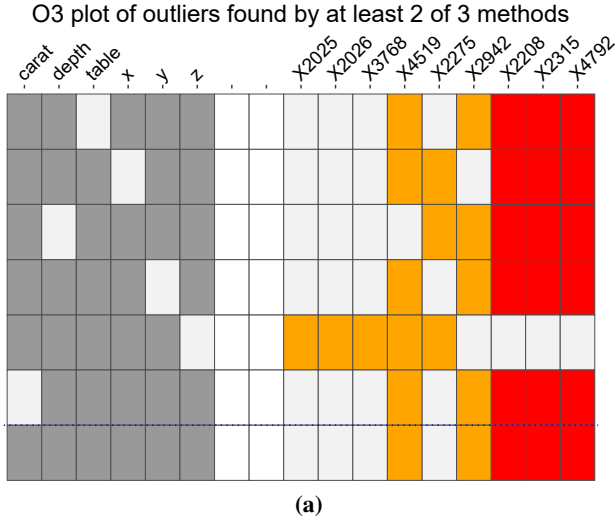 O3 plot of outliers found by at least 2 of 3 methods
carat depth table x y z X2025 X2026 X3768 X4519 X2275 X2942 X2208 X2315 X4792
(a)